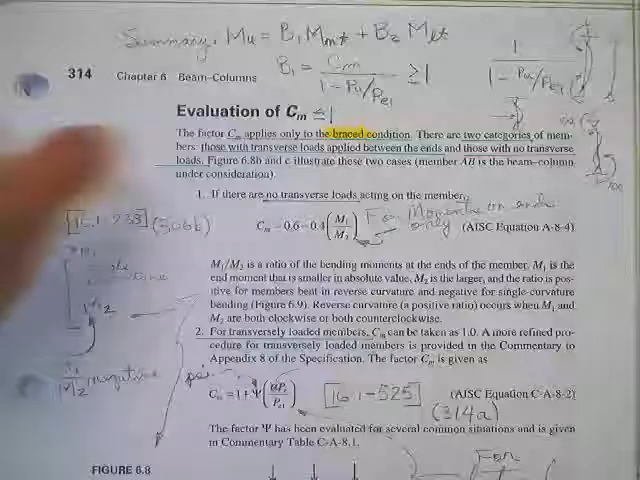 Summary. Mu = B1 Mnt + B2 Mlt
B1 = Cm / (1 - Pu/Pe1) ≥ 1
1 / (1 - Pu/Pe1)
314 Chapter 6 Beam-Columns
Evaluation of Cm ≤ 1
The factor Cm applies only to the braced condition. There are two categories of mem-
bers: those with transverse loads applied between the ends and those with no transverse
loads. Figure 6.8b and c illustrate these two cases (member AB is the beam-column
under consideration).
1. If there are no transverse loads acting on the member,
Cm = 0.6 - 0.4(M1/M2) (AISC Equation A-8-4)
For Moments on ends only
M1/M2 is a ratio of the bending moments at the ends of the member. M1 is the
end moment that is smaller in absolute value, M2 is the larger, and the ratio is pos-
itive for members bent in reverse curvature and negative for single-curvature
bending (Figure 6.9). Reverse curvature (a positive ratio) occurs when M1 and
M2 are both clockwise or both counterclockwise.
2. For transversely loaded members, Cm can be taken as 1.0. A more refined pro-
cedure for transversely loaded members is provided in the Commentary to
Appendix 8 of the Specification. The factor Cm is given as
M2
M1/M2 negative
psi
Cm = 1 + Ψ(αPr/Pe1) [16.1-525] (AISC Equation C-A-8-2)
(314a)
The factor Ψ has been evaluated for several common situations and is given
in Commentary Table C-A-8.1.
For
FIGURE 6.8